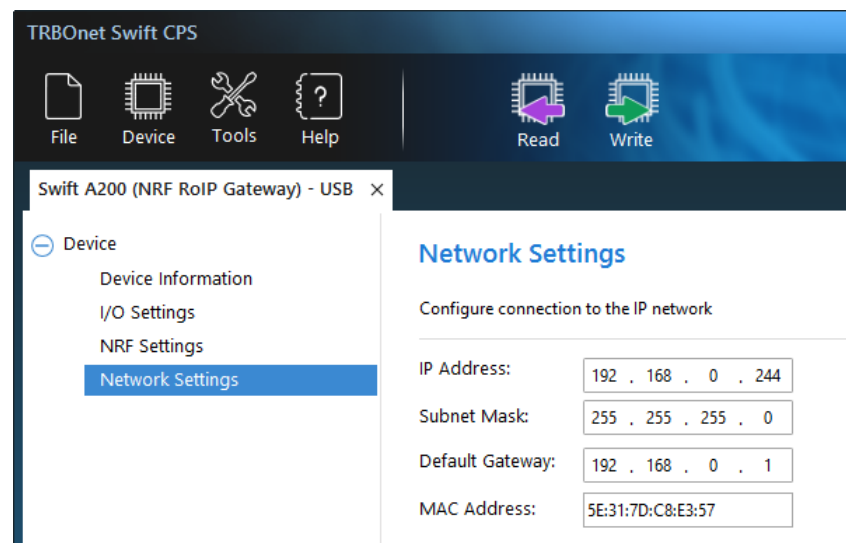 TRBOnet Swift CPS
File Device Tools Help Read Write
Swift A200 (NRF RoIP Gateway) - USB ×
Device
Device Information
I/O Settings
NRF Settings
Network Settings
Network Settings
Configure connection to the IP network
IP Address: 192 . 168 . 0 . 244
Subnet Mask: 255 . 255 . 255 . 0
Default Gateway: 192 . 168 . 0 . 1
MAC Address: 5E:31:7D:C8:E3:57